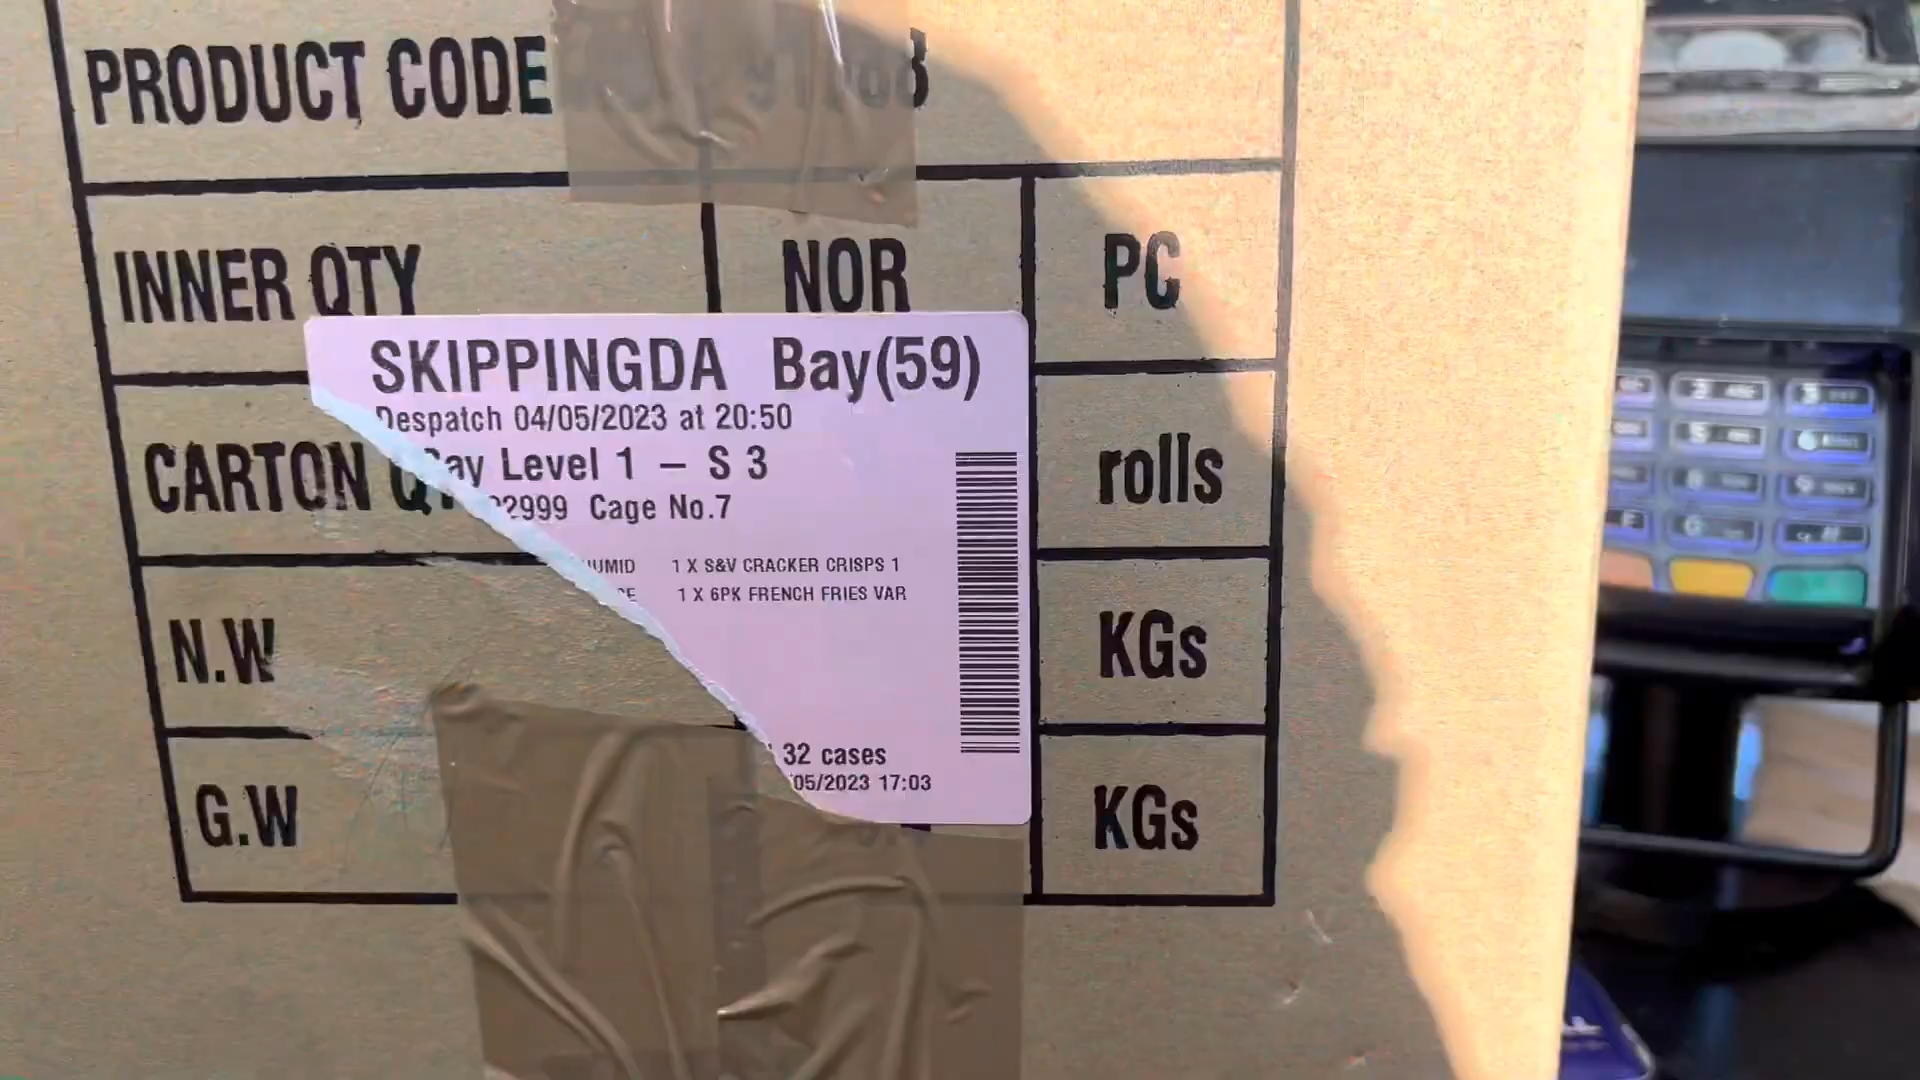 PRODUCT CODE
INNER QTY NOR PC
SKIPPINGDA Bay(59)
Despatch 04/05/2023 at 20:50
Bay Level 1 – S 3
CARTON rolls
2999 Cage No.7
1 X S&V CRACKER CRISPS 1
1 X 6PK FRENCH FRIES VAR
N.W KGs
32 cases
05/2023 17:03
G.W KGs